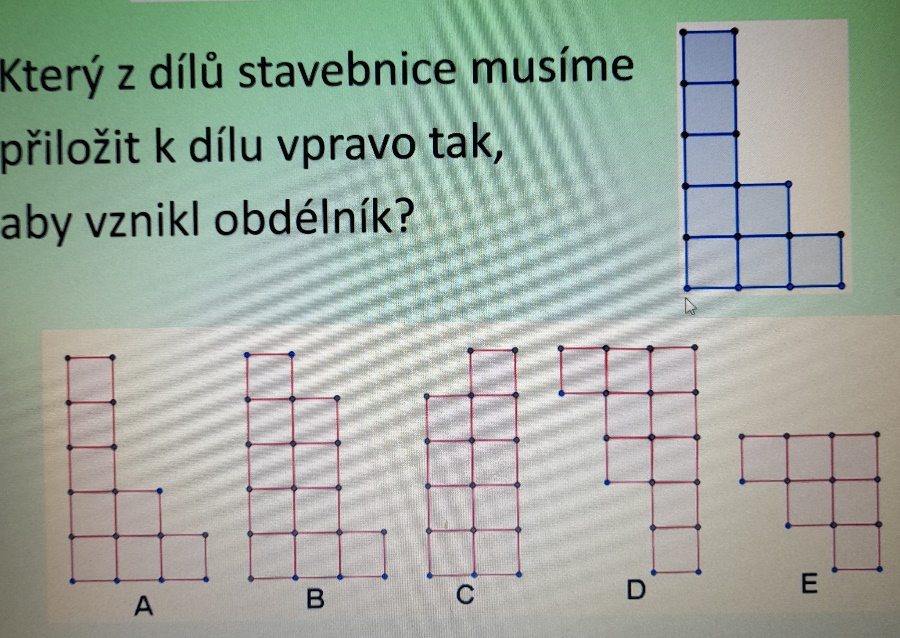 Který z dílů stavebnice musíme
přiložit k dílu vpravo tak,
aby vznikl obdélník?
A B C D E